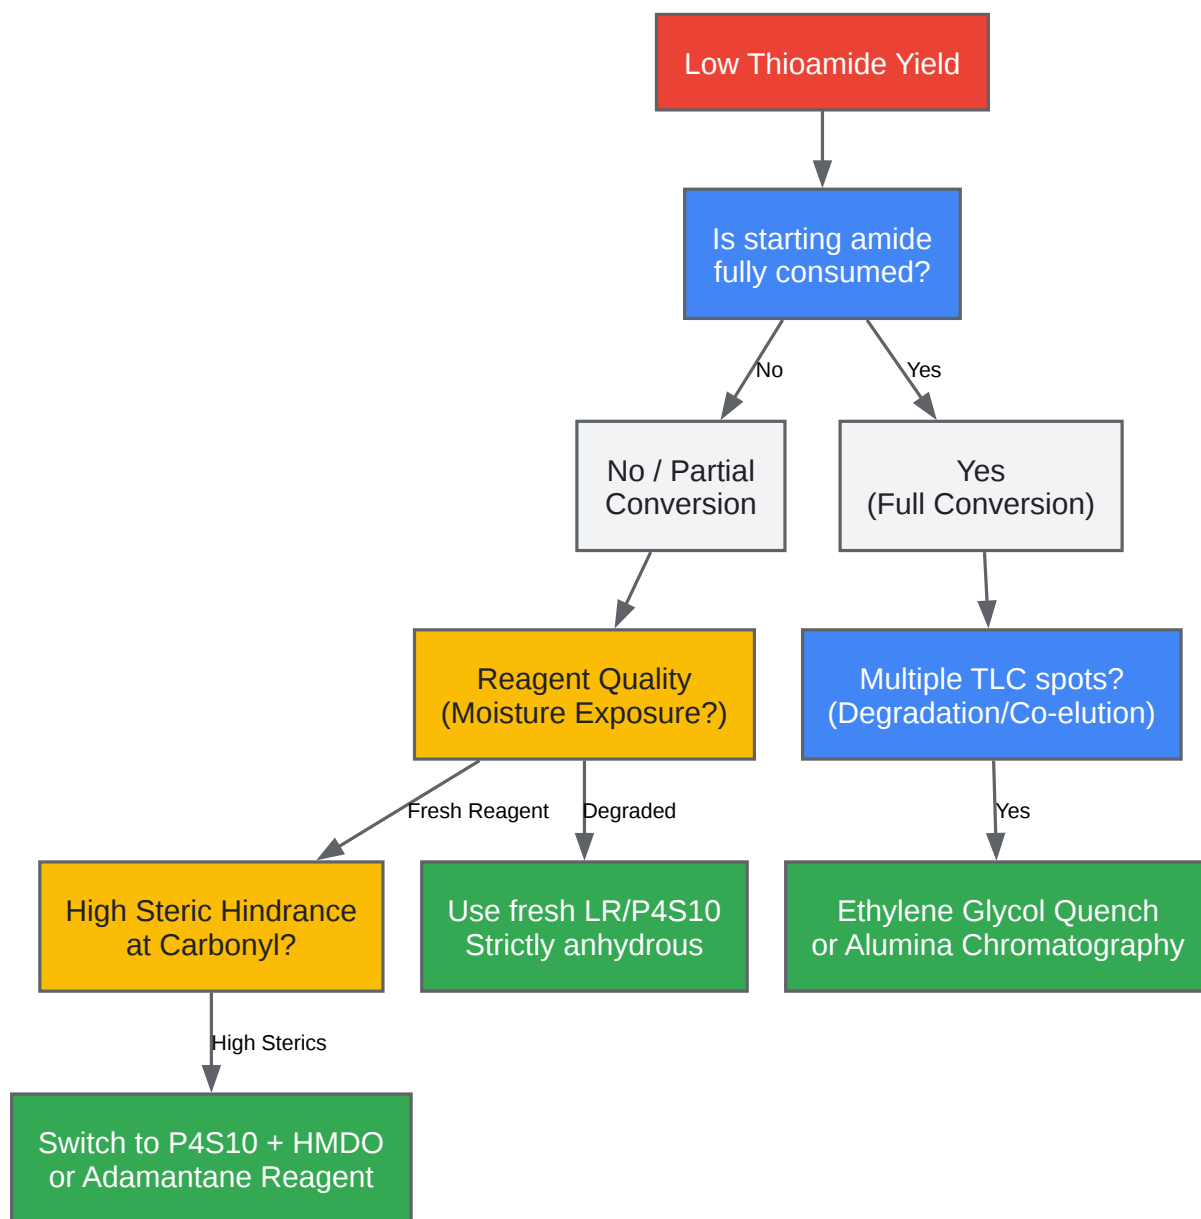 Low Thioamide Yield
Is starting amide
fully consumed?
No
Yes
No / Partial
Conversion
Yes
(Full Conversion)
Reagent Quality
(Moisture Exposure?)
Multiple TLC spots?
(Degradation/Co-elution)
Fresh Reagent
Degraded
Yes
High Steric Hindrance
at Carbonyl?
Use fresh LR/P4S10
Strictly anhydrous
Ethylene Glycol Quench
or Alumina Chromatography
High Sterics
Switch to P4S10 + HMDO
or Adamantane Reagent